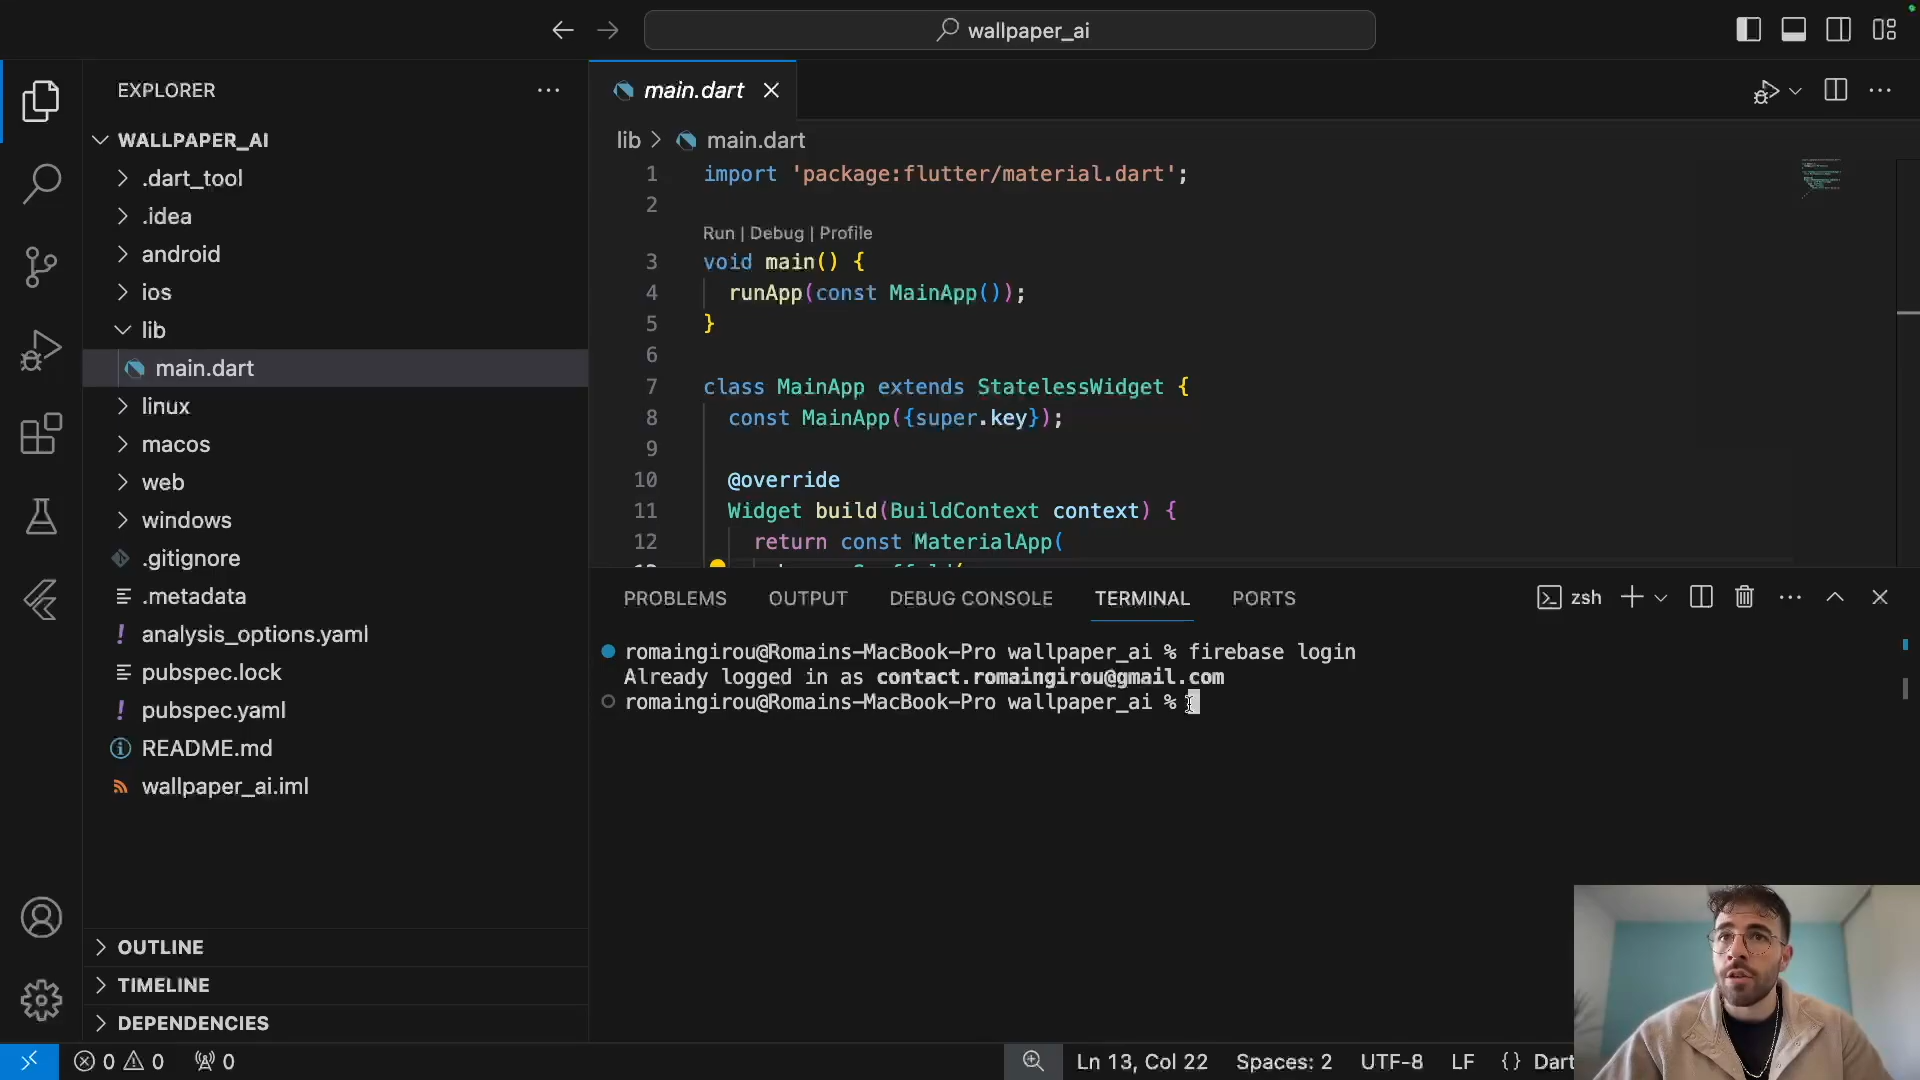 wallpaper_ai
EXPLORER
WALLPAPER_AI
.dart_tool
.idea
android
ios
lib
main.dart
linux
macos
web
windows
.gitignore
.metadata
analysis_options.yaml
pubspec.lock
pubspec.yaml
README.md
wallpaper_ai.iml
OUTLINE
TIMELINE
DEPENDENCIES
main.dart
lib > main.dart
1 import 'package:flutter/material.dart';
2
Run | Debug | Profile
3 void main() {
4 runApp(const MainApp());
5 }
6
7 class MainApp extends StatelessWidget {
8 const MainApp({super.key});
9
10 @override
11 Widget build(BuildContext context) {
12 return const MaterialApp(
PROBLEMS OUTPUT DEBUG CONSOLE TERMINAL PORTS
zsh
romaingirou@Romains-MacBook-Pro wallpaper_ai % firebase login
Already logged in as contact.romaingirou@gmail.com
romaingirou@Romains-MacBook-Pro wallpaper_ai %
0 0 0
Ln 13, Col 22 Spaces: 2 UTF-8 LF {} Dart